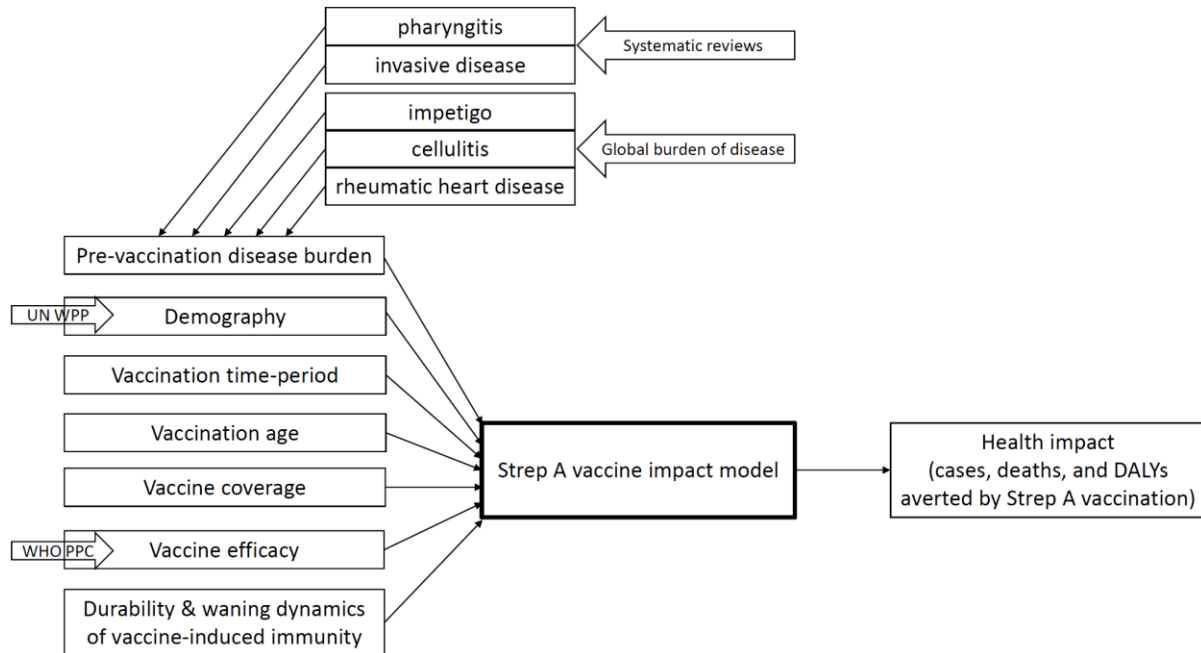 pharyngitis
Systematic reviews
invasive disease
impetigo
cellulitis
Global burden of disease
rheumatic heart disease
Pre-vaccination disease burden
UN WPP
Demography
Vaccination time-period
Vaccination age
Vaccine coverage
WHO PPC
Vaccine efficacy
Durability & waning dynamics
of vaccine-induced immunity
Strep A vaccine impact model
Health impact
(cases, deaths, and DALYs
averted by Strep A vaccination)